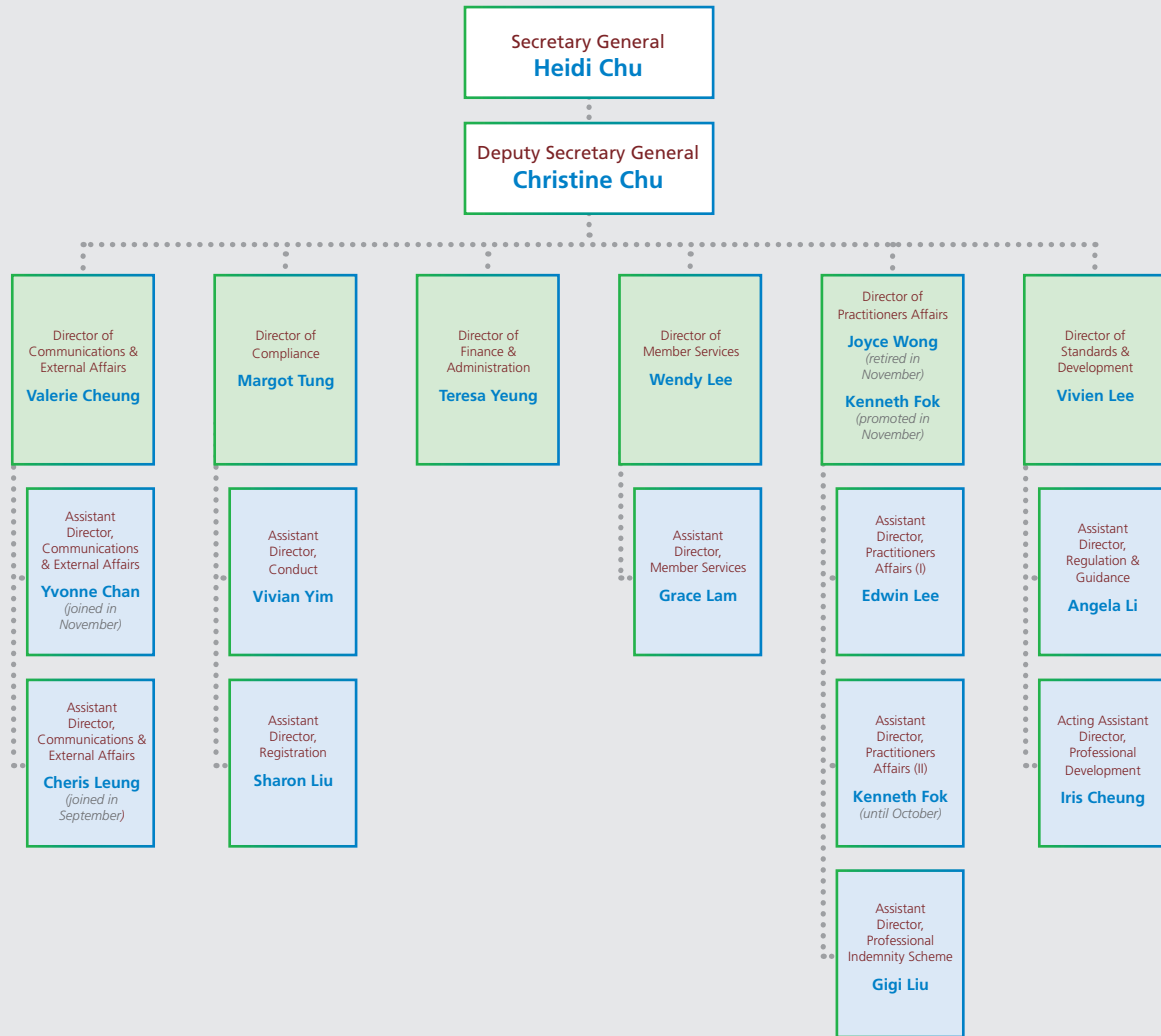 Secretary General
Heidi Chu
Deputy Secretary General
Christine Chu
Director of
Communications &
External Affairs
Valerie Cheung
Director of
Compliance
Margot Tung
Director of
Finance &
Administration
Teresa Yeung
Director of
Member Services
Wendy Lee
Director of
Practitioners Affairs
Joyce Wong
(retired in
November)
Kenneth Fok
(promoted in
November)
Director of
Standards &
Development
Vivien Lee
Assistant
Director,
Communications
& External Affairs
Yvonne Chan
(joined in
November)
Assistant
Director,
Conduct
Vivian Yim
Assistant
Director,
Member Services
Grace Lam
Assistant
Director,
Practitioners
Affairs (I)
Edwin Lee
Assistant
Director,
Regulation &
Guidance
Angela Li
Assistant
Director,
Communications &
External Affairs
Cheris Leung
(joined in
September)
Assistant
Director,
Registration
Sharon Liu
Assistant
Director,
Practitioners
Affairs (II)
Kenneth Fok
(until October)
Acting Assistant
Director,
Professional
Development
Iris Cheung
Assistant
Director,
Professional
Indemnity Scheme
Gigi Liu